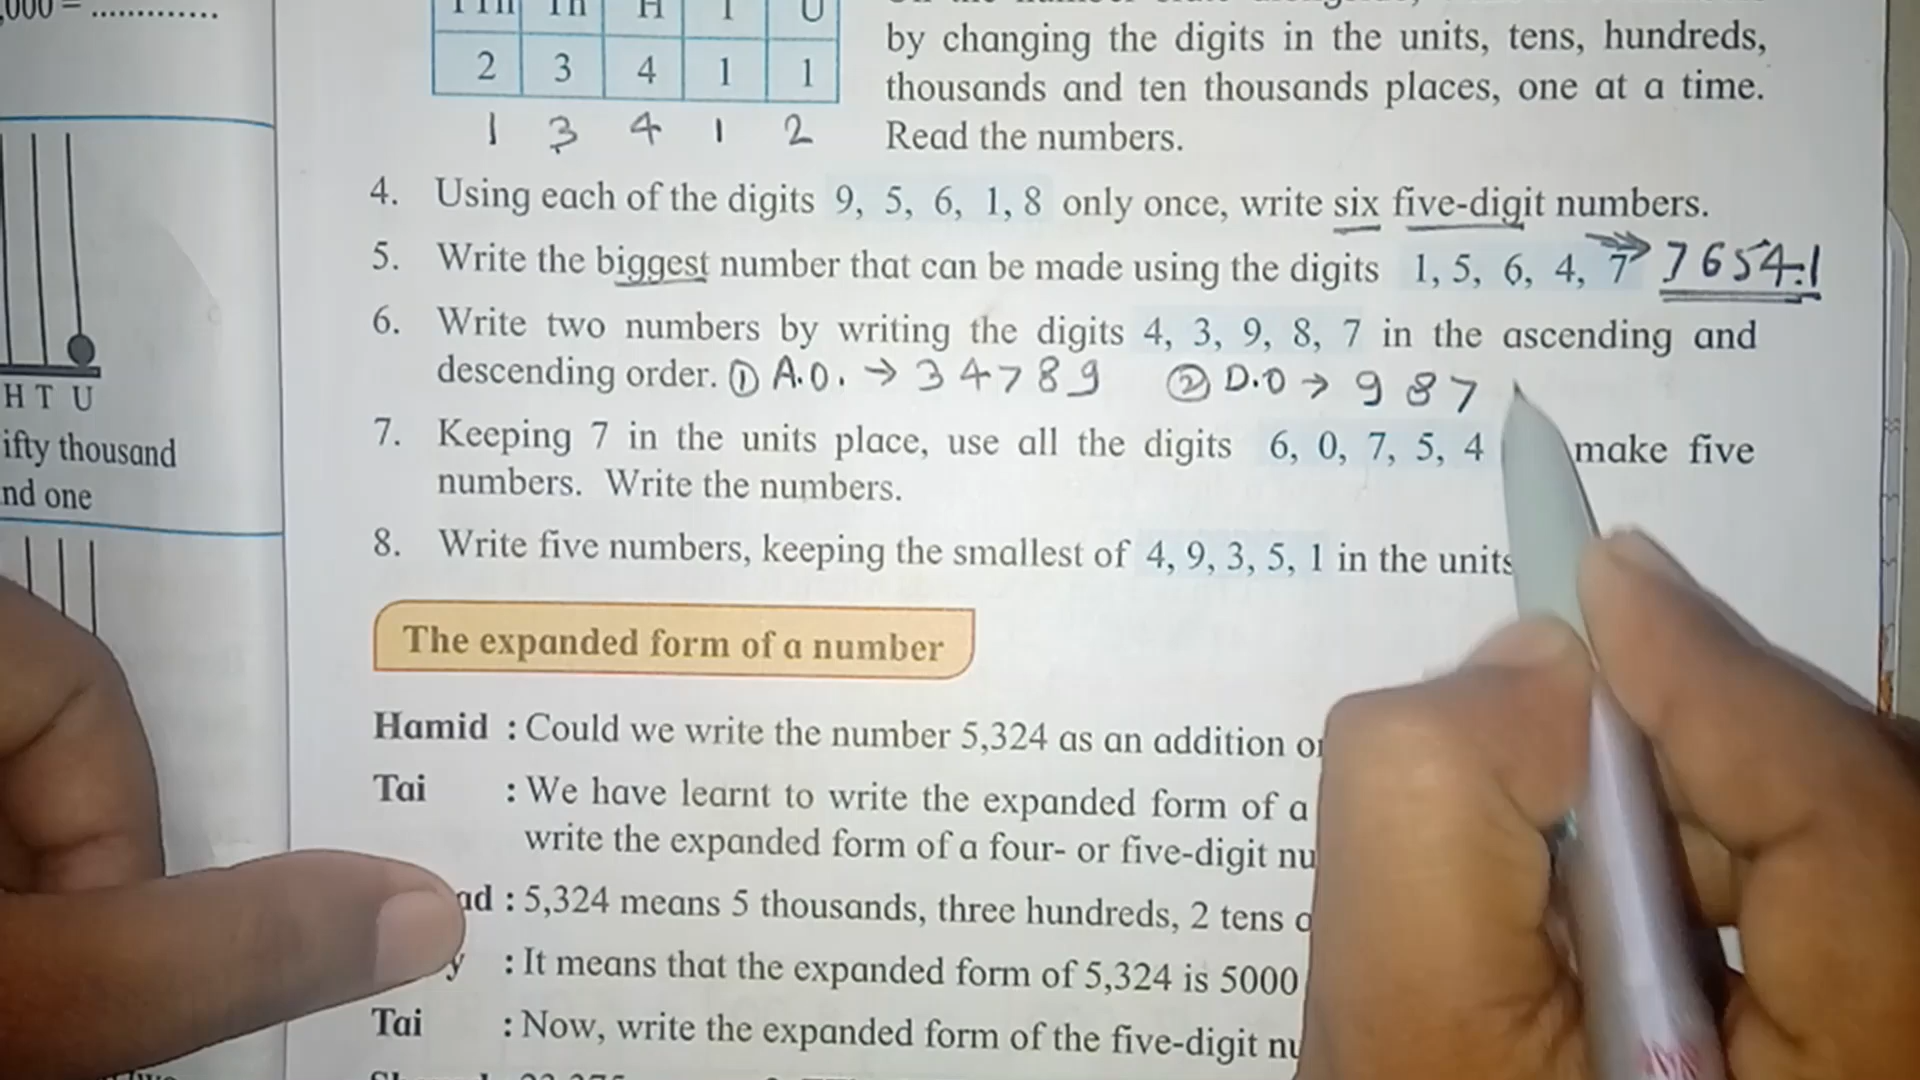 ,000 = .............
TTh Th H T U
2 3 4 1 1
1 3 4 1 2
by changing the digits in the units, tens, hundreds,
thousands and ten thousands places, one at a time.
Read the numbers.
4. Using each of the digits 9, 5, 6, 1, 8 only once, write six five-digit numbers.
5. Write the biggest number that can be made using the digits 1, 5, 6, 4, 7 → 76541
6. Write two numbers by writing the digits 4, 3, 9, 8, 7 in the ascending and
descending order. ① A.O. → 34789 ② D.O → 987
7. Keeping 7 in the units place, use all the digits 6, 0, 7, 5, 4 make five
numbers. Write the numbers.
8. Write five numbers, keeping the smallest of 4, 9, 3, 5, 1 in the units
H T U
ifty thousand
nd one
The expanded form of a number
Hamid : Could we write the number 5,324 as an addition
Tai : We have learnt to write the expanded form of a
write the expanded form of a four- or five-digit nu
ad : 5,324 means 5 thousands, three hundreds, 2 tens
y : It means that the expanded form of 5,324 is 5000
Tai : Now, write the expanded form of the five-digit nu